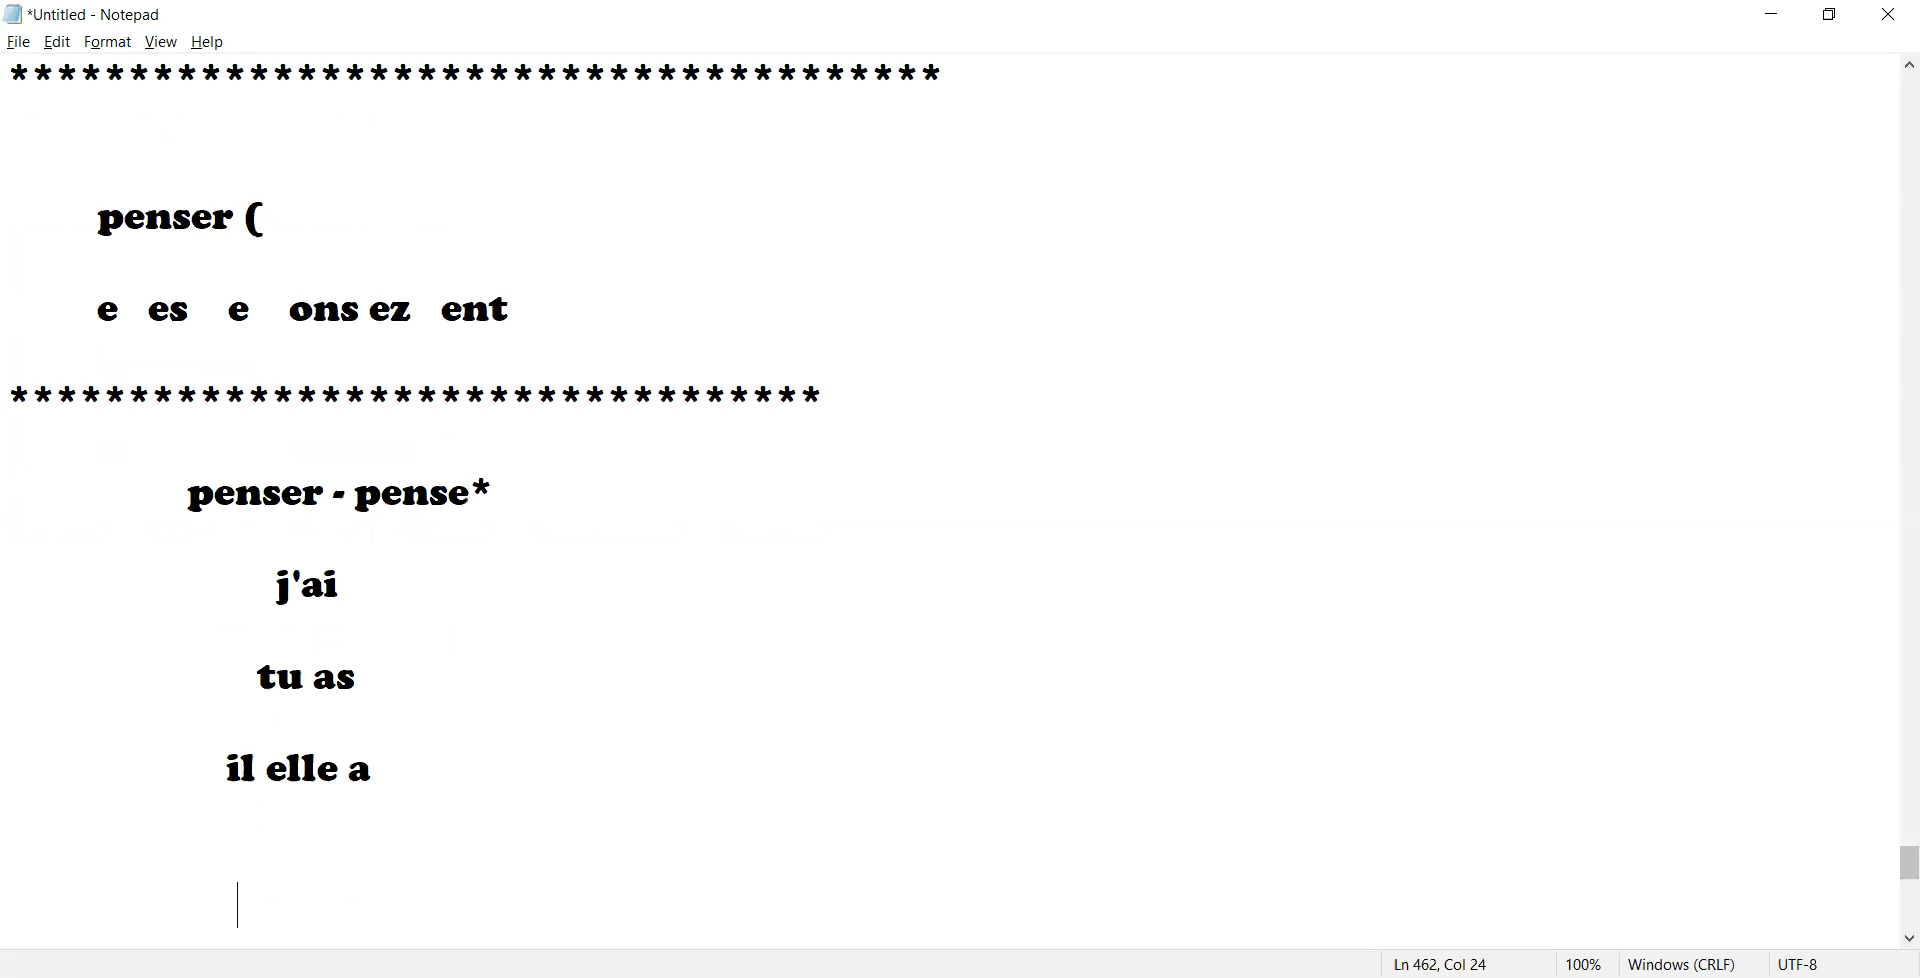 *Untitled - Notepad
File Edit Format View Help
***************************************
penser (
e es e ons ez ent
**********************************
penser - pense*
j'ai
tu as
il elle a
Ln 462, Col 24 100% Windows (CRLF) UTF-8